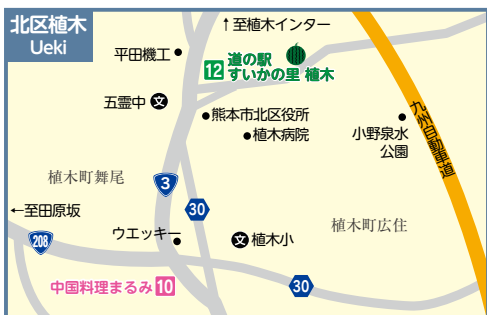 北区植木
Ueki
↑至植木インター
平田機工
12 道の駅
すいかの里 植木
五霊中 文
熊本市北区役所
植木病院
小野泉水
公園
九州自動車道
植木町舞尾
3
30
←至田原坂
植木町広住
208
ウエッキー
文 植木小
中国料理まるみ 10
30